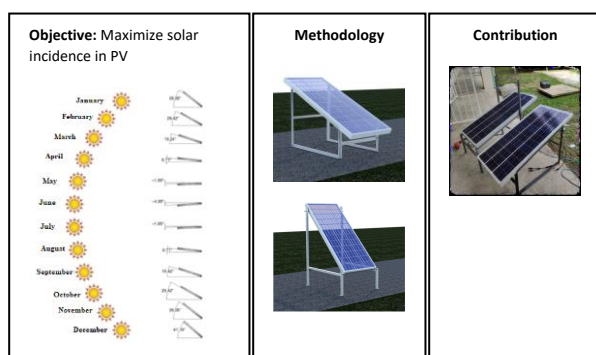 Objective: Maximize solar
incidence in PV
January
February
March
April
May
June
July
August
September
October
November
December
Methodology
Contribution